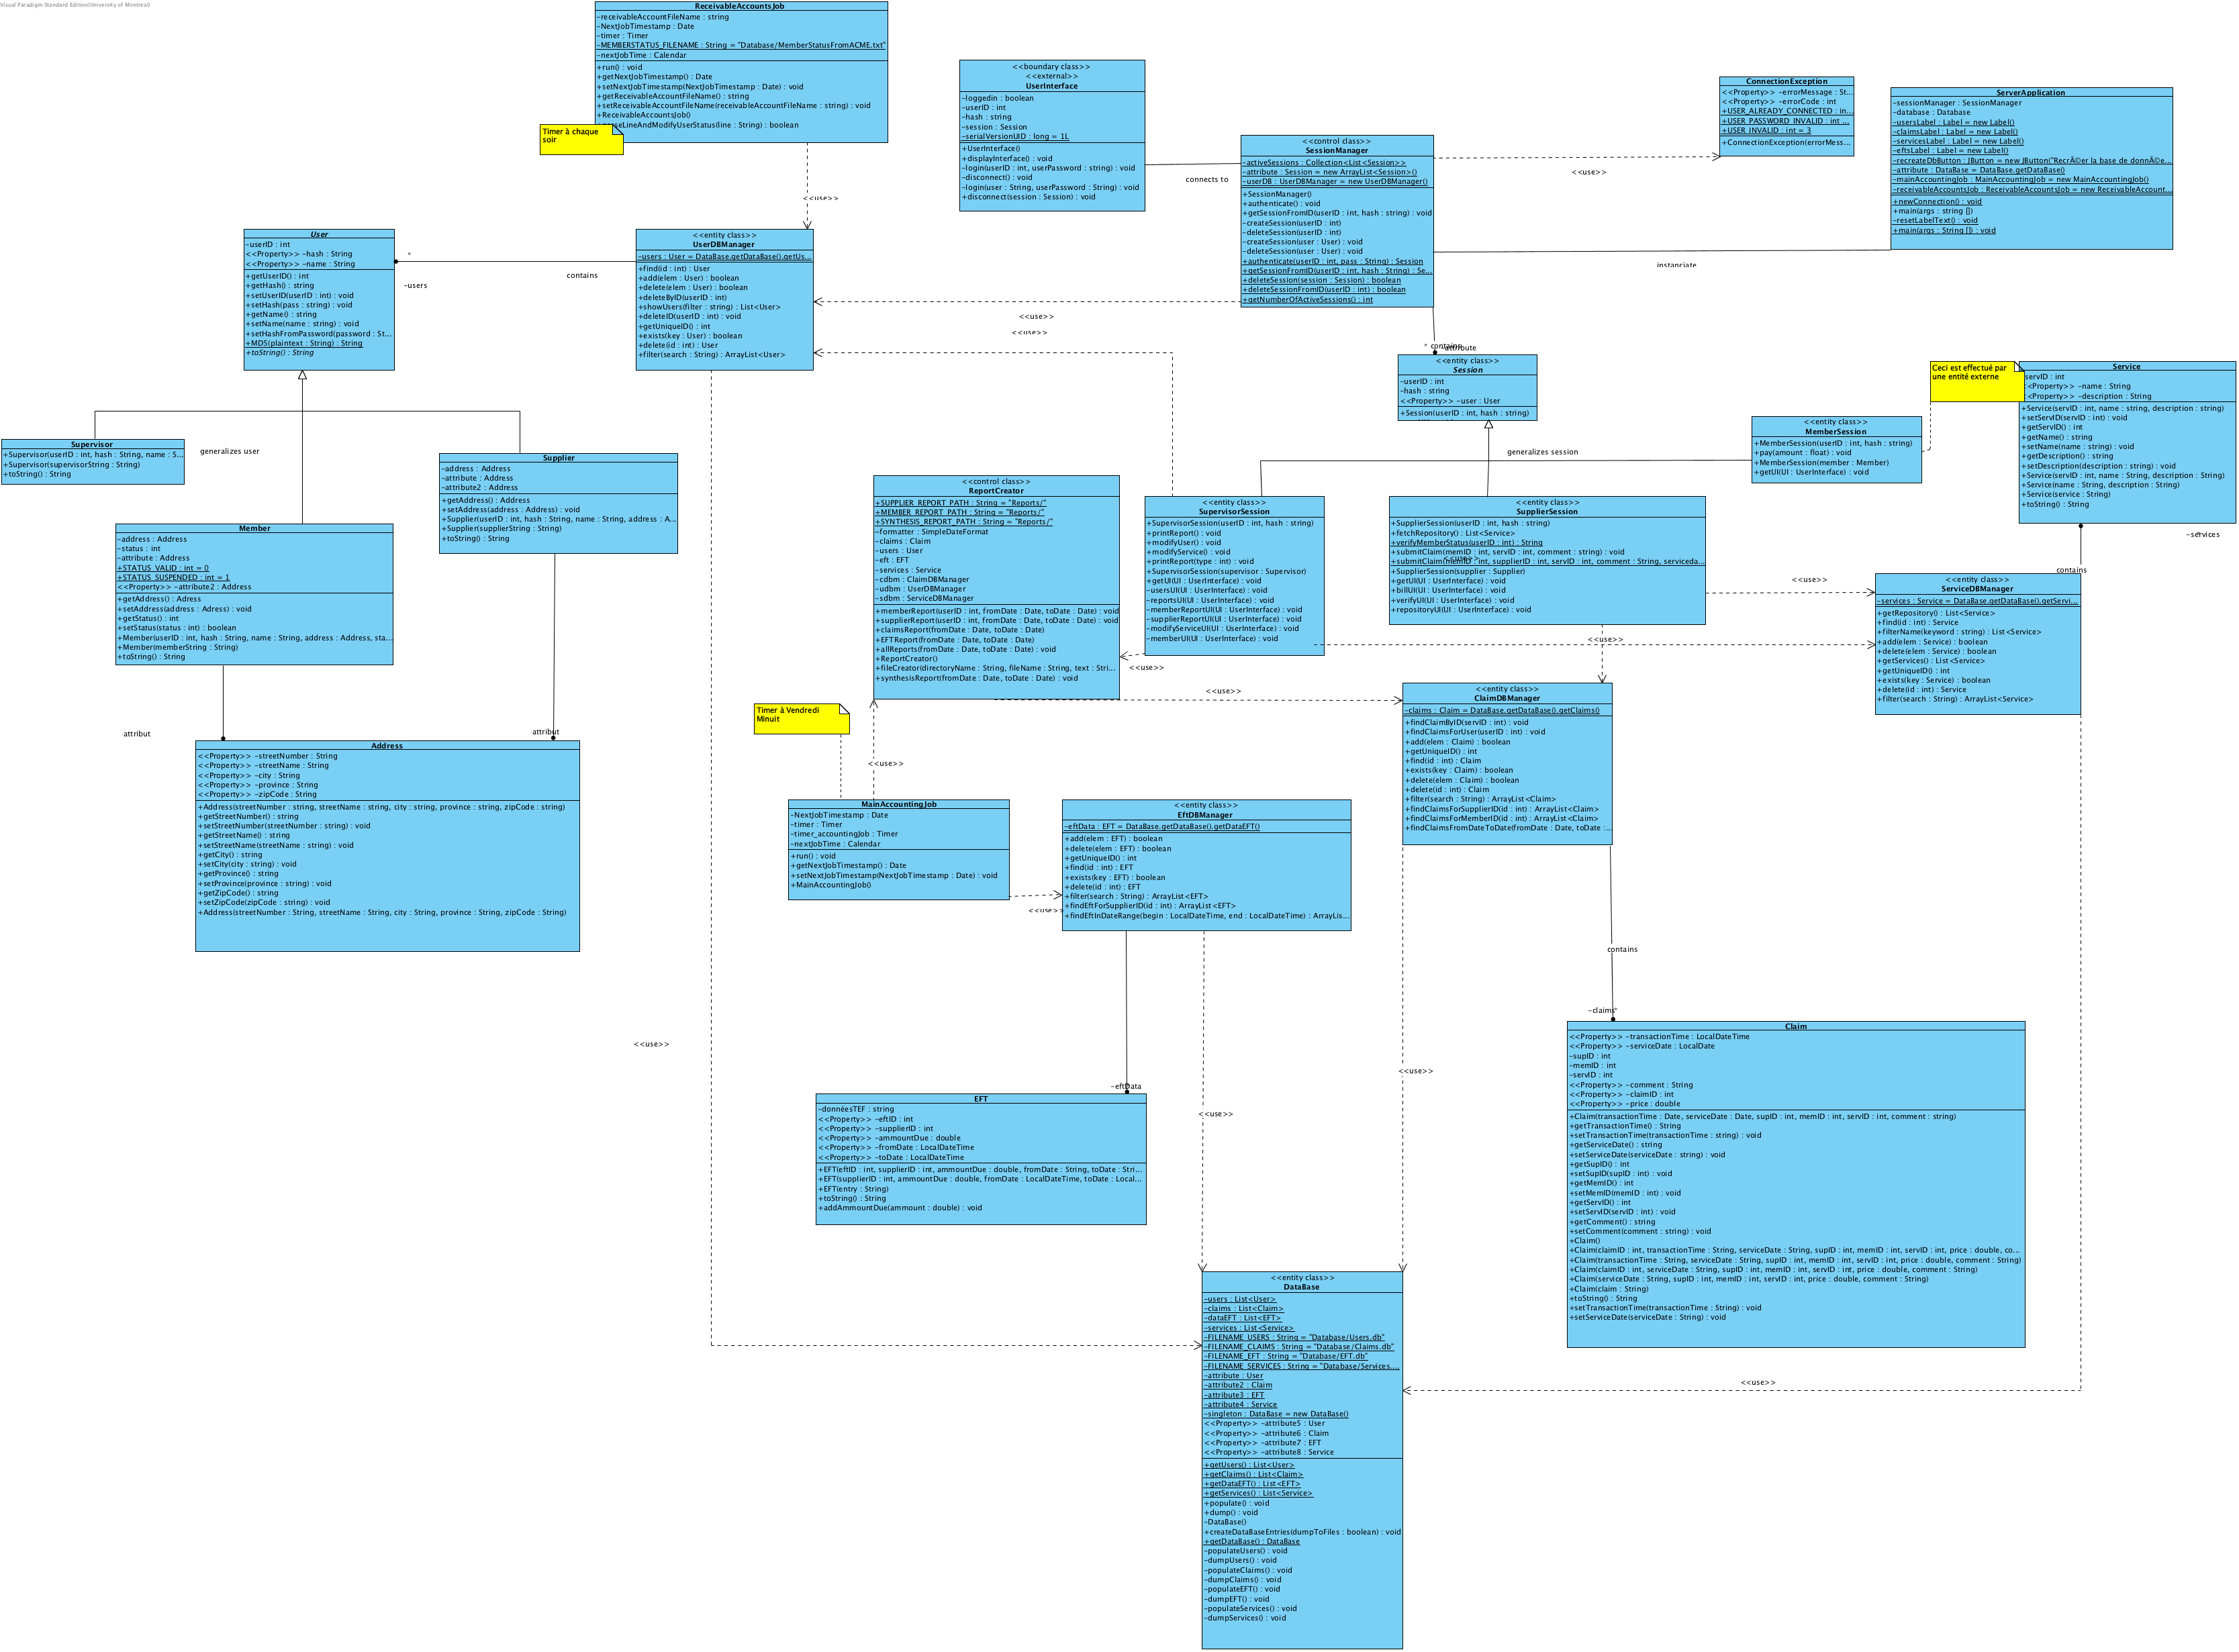 Visual Paradigm Standard Edition(University of Montreal)
ReceivableAccountsJob
-receivableAccountFileName : string
-NextJobTimestamp : Date
-timer : Timer
-MEMBERSTATUS_FILENAME : String = "Database/MemberStatusFromACME.txt"
-nextJobTime : Calendar
+run() : void
+getNextJobTimestamp() : Date
+setNextJobTimestamp(NextJobTimestamp : Date) : void
+getReceivableAccountFileName() : string
+setReceivableAccountFileName(receivableAccountFileName : string) : void
+ReceivableAccountsJob()
LineAndModifyUserStatus(line : String) : boolean
Timer à chaque
soir
<<use>>
<<boundary class>>
<<external>>
UserInterface
-loggedin : boolean
-userID : int
-hash : string
-session : Session
-serialVersionUID : long = 1L
+UserInterface()
+displayInterface() : void
-login(userID : int, userPassword : string) : void
-disconnect() : void
-login(user : String, userPassword : String) : void
+disconnect(session : Session) : void
connects to
<<control class>>
SessionManager
-activeSessions : Collection<List<Session>>
-attribute : Session = new ArrayList<Session>()
-userDB : UserDBManager = new UserDBManager()
+SessionManager()
+authenticate() : void
+getSessionFromID(userID : int, hash : string) : void
-createSession(userID : int)
-deleteSession(userID : int)
-createSession(user : User) : void
-deleteSession(user : User) : void
+authenticate(userID : int, pass : String) : Session
+getSessionFromID(userID : int, hash : String) : Se...
+deleteSession(session : Session) : boolean
+deleteSessionFromID(userID : int) : boolean
+getNumberOfActiveSessions() : int
<<use>>
ConnectionException
<<Property>> -errorMessage : St...
<<Property>> -errorCode : int
+USER_ALREADY_CONNECTED : in...
+USER_PASSWORD_INVALID : int ...
+USER_INVALID : int = 3
+ConnectionException(errorMess...
ServerApplication
-sessionManager : SessionManager
-database : Database
-usersLabel : Label = new Label()
-claimsLabel : Label = new Label()
-servicesLabel : Label = new Label()
-eftsLabel : Label = new Label()
-recreateDbButton : JButton = new JButton("RecrÃ©er la base de donnÃ©e...
-attribute : DataBase = DataBase.getDataBase()
-mainAccountingJob : MainAccountingJob = new MainAccountingJob()
-receivableAccountsJob : ReceivableAccountsJob = new ReceivableAccount...
+newConnection() : void
+main(args : string [])
-resetLabelText() : void
+main(args : String []) : void
instanciate
User
-userID : int
<<Property>> -hash : String
<<Property>> -name : String
+getUserID() : int
+getHash() : string
+setUserID(userID : int) : void
+setHash(pass : string) : void
+getName() : string
+setName(name : string) : void
+setHashFromPassword(password : St...
+MD5(plaintext : String) : String
+toString() : String
*
-users
contains
<<entity class>>
UserDBManager
-users : User = DataBase.getDataBase().getUs...
+find(id : int) : User
+add(elem : User) : boolean
+delete(elem : User) : boolean
+deleteByID(userID : int)
+showUsers(filter : string) : List<User>
+deleteID(userID : int) : void
+getUniqueID() : int
+exists(key : User) : boolean
+delete(id : int) : User
+filter(search : String) : ArrayList<User>
<<use>>
<<use>>
* contains
attribute
<<entity class>>
Session
-userID : int
-hash : string
<<Property>> -user : User
+Session(userID : int, hash : string)
generalizes session
<<entity class>>
MemberSession
+MemberSession(userID : int, hash : string)
+pay(amount : float) : void
+MemberSession(member : Member)
+getUI(UI : UserInterface) : void
Ceci est effectué par
une entité externe
Service
servID : int
<<Property>> -name : String
<<Property>> -description : String
+Service(servID : int, name : string, description : string)
+setServID(servID : int) : void
+getServID() : int
+getName() : string
+setName(name : string) : void
+getDescription() : string
+setDescription(description : string) : void
+Service(servID : int, name : String, description : String)
+Service(name : String, description : String)
+Service(service : String)
+toString() : String
-services
contains
generalizes user
Supervisor
+Supervisor(userID : int, hash : String, name : S...
+Supervisor(supervisorString : String)
+toString() : String
Supplier
-address : Address
-attribute : Address
-attribute2 : Address
+getAddress() : Address
+setAddress(address : Address) : void
+Supplier(userID : int, hash : String, name : String, address : A...
+Supplier(supplierString : String)
+toString() : String
Member
-address : Address
-status : int
-attribute : Address
+STATUS_VALID : int = 0
+STATUS_SUSPENDED : int = 1
<<Property>> -attribute2 : Address
+getAddress() : Adress
+setAddress(address : Adress) : void
+getStatus() : int
+setStatus(status : int) : boolean
+Member(userID : int, hash : String, name : String, address : Address, sta...
+Member(memberString : String)
+toString() : String
attribut
attribut
Address
<<Property>> -streetNumber : String
<<Property>> -streetName : String
<<Property>> -city : String
<<Property>> -province : String
<<Property>> -zipCode : String
+Address(streetNumber : string, streetName : string, city : string, province : string, zipCode : string)
+getStreetNumber() : string
+setStreetNumber(streetNumber : string) : void
+getStreetName() : string
+setStreetName(streetName : string) : void
+getCity() : string
+setCity(city : string) : void
+getProvince() : string
+setProvince(province : string) : void
+getZipCode() : string
+setZipCode(zipCode : string) : void
+Address(streetNumber : String, streetName : String, city : String, province : String, zipCode : String)
<<control class>>
ReportCreator
+SUPPLIER_REPORT_PATH : String = "Reports/"
+MEMBER_REPORT_PATH : String = "Reports/"
+SYNTHESIS_REPORT_PATH : String = "Reports/"
-formatter : SimpleDateFormat
-claims : Claim
-users : User
-eft : EFT
-services : Service
-cdbm : ClaimDBManager
-udbm : UserDBManager
-sdbm : ServiceDBManager
+memberReport(userID : int, fromDate : Date, toDate : Date) : void
+supplierReport(userID : int, fromDate : Date, toDate : Date) : void
+claimsReport(fromDate : Date, toDate : Date)
+EFTReport(fromDate : Date, toDate : Date)
+allReports(fromDate : Date, toDate : Date) : void
+ReportCreator()
+fileCreator(directoryName : String, fileName : String, text : Stri...
+synthesisReport(fromDate : Date, toDate : Date) : void
<<entity class>>
SupervisorSession
+SupervisorSession(userID : int, hash : string)
+printReport() : void
+modifyUser() : void
+modifyService() : void
+printReport(type : int) : void
+SupervisorSession(supervisor : Supervisor)
+getUI(UI : UserInterface) : void
-usersUI(UI : UserInterface) : void
-reportsUI(UI : UserInterface) : void
-memberReportUI(UI : UserInterface) : void
-supplierReportUI(UI : UserInterface) : void
-modifyServiceUI(UI : UserInterface) : void
-memberUI(UI : UserInterface) : void
<<use>>
<<entity class>>
SupplierSession
+SupplierSession(userID : int, hash : string)
+fetchRepository() : List<Service>
+verifyMemberStatus(userID : int) : String
+submitClaim(memID : int, servID : int, comment : string) : void
<<use>>
+submitClaim(memID : int, supplierID : int, servID : int, comment : String, serviceda...
+SupplierSession(supplier : Supplier)
+getUI(UI : UserInterface) : void
+billUI(UI : UserInterface) : void
+verifyUI(UI : UserInterface) : void
+repositoryUI(UI : UserInterface) : void
<<use>>
<<use>>
<<entity class>>
ServiceDBManager
-services : Service = DataBase.getDataBase().getServi...
+getRepository() : List<Service>
+find(id : int) : Service
+filterName(keyword : string) : List<Service>
+add(elem : Service) : boolean
+delete(elem : Service) : boolean
+getServices() : List<Service>
+getUniqueID() : int
+exists(key : Service) : boolean
+delete(id : int) : Service
+filter(search : String) : ArrayList<Service>
<<use>>
<<entity class>>
ClaimDBManager
-claims : Claim = DataBase.getDataBase().getClaims()
+findClaimByID(servID : int) : void
+findClaimsForUser(userID : int) : void
+add(elem : Claim) : boolean
+getUniqueID() : int
+find(id : int) : Claim
+exists(key : Claim) : boolean
+delete(elem : Claim) : boolean
+delete(id : int) : Claim
+filter(search : String) : ArrayList<Claim>
+findClaimsForSupplierID(id : int) : ArrayList<Claim>
+findClaimsForMemberID(id : int) : ArrayList<Claim>
+findClaimsFromDateToDate(fromDate : Date, toDate :...
Timer à Vendredi
Minuit
<<use>>
MainAccountingJob
-NextJobTimestamp : Date
-timer : Timer
-timer_accountingJob : Timer
-nextJobTime : Calendar
+run() : void
+getNextJobTimestamp() : Date
+setNextJobTimestamp(NextJobTimestamp : Date) : void
+MainAccountingJob()
<<use>>
<<entity class>>
EftDBManager
-eftData : EFT = DataBase.getDataBase().getDataEFT()
+add(elem : EFT) : boolean
+delete(elem : EFT) : boolean
+getUniqueID() : int
+find(id : int) : EFT
+exists(key : EFT) : boolean
+delete(id : int) : EFT
+filter(search : String) : ArrayList<EFT>
+findEftForSupplierID(id : int) : ArrayList<EFT>
+findEftInDateRange(begin : LocalDateTime, end : LocalDateTime) : ArrayLis...
contains
-claims*
Claim
<<Property>> -transactionTime : LocalDateTime
<<Property>> -serviceDate : LocalDate
-supID : int
-memID : int
-servID : int
<<Property>> -comment : String
<<Property>> -claimID : int
<<Property>> -price : double
+Claim(transactionTime : Date, serviceDate : Date, supID : int, memID : int, servID : int, comment : string)
+getTransactionTime() : String
+setTransactionTime(transactionTime : string) : void
+getServiceDate() : string
+setServiceDate(serviceDate : string) : void
+getSupID() : int
+setSupID(supID : int) : void
+getMemID() : int
+setMemID(memID : int) : void
+getServID() : int
+setServID(servID : int) : void
+getComment() : string
+setComment(comment : string) : void
+Claim()
+Claim(claimID : int, transactionTime : String, serviceDate : String, supID : int, memID : int, servID : int, price : double, co...
+Claim(transactionTime : String, serviceDate : String, supID : int, memID : int, servID : int, price : double, comment : String)
+Claim(claimID : int, serviceDate : String, supID : int, memID : int, servID : int, price : double, comment : String)
+Claim(serviceDate : String, supID : int, memID : int, servID : int, price : double, comment : String)
+Claim(claim : String)
+toString() : String
+setTransactionTime(transactionTime : String) : void
+setServiceDate(serviceDate : String) : void
<<use>>
<<use>>
<<use>>
<<use>>
-eftData
EFT
-donnéesTEF : string
<<Property>> -eftID : int
<<Property>> -supplierID : int
<<Property>> -ammountDue : double
<<Property>> -fromDate : LocalDateTime
<<Property>> -toDate : LocalDateTime
+EFT(eftID : int, supplierID : int, ammountDue : double, fromDate : String, toDate : Stri...
+EFT(supplierID : int, ammountDue : double, fromDate : LocalDateTime, toDate : Local...
+EFT(entry : String)
+toString() : String
+addAmmountDue(ammount : double) : void
<<entity class>>
DataBase
-users : List<User>
-claims : List<Claim>
-dataEFT : List<EFT>
-services : List<Service>
-FILENAME_USERS : String = "Database/Users.db"
-FILENAME_CLAIMS : String = "Database/Claims.db"
-FILENAME_EFT : String = "Database/EFT.db"
-FILENAME_SERVICES : String = "Database/Services....
-attribute : User
-attribute2 : Claim
-attribute3 : EFT
-attribute4 : Service
-singleton : DataBase = new DataBase()
<<Property>> -attribute5 : User
<<Property>> -attribute6 : Claim
<<Property>> -attribute7 : EFT
<<Property>> -attribute8 : Service
+getUsers() : List<User>
+getClaims() : List<Claim>
+getDataEFT() : List<EFT>
+getServices() : List<Service>
+populate() : void
+dump() : void
-DataBase()
+createDataBaseEntries(dumpToFiles : boolean) : void
+getDataBase() : DataBase
-populateUsers() : void
-dumpUsers() : void
-populateClaims() : void
-dumpClaims() : void
-populateEFT() : void
-dumpEFT() : void
-populateServices() : void
-dumpServices() : void